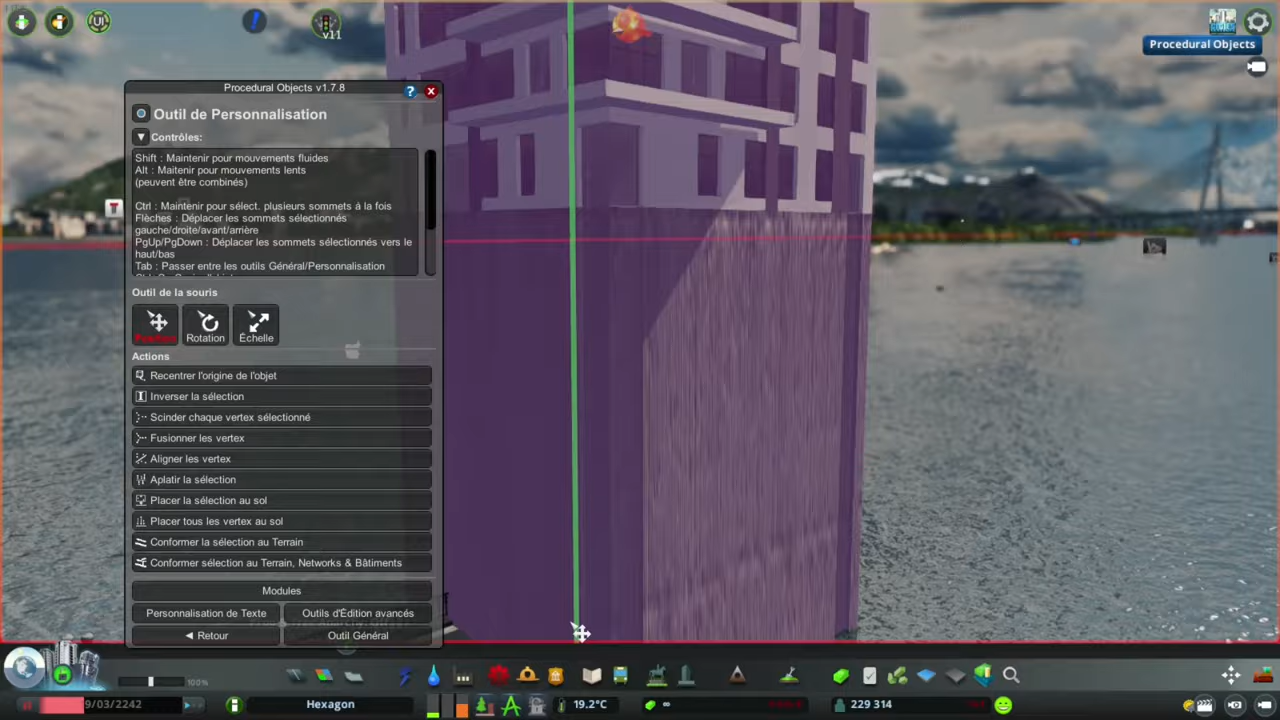 v11
Procedural Objects
Procedural Objects v1.7.8
?
Outil de Personnalisation
Contrôles:
Shift : Maintenir pour mouvements fluides
Alt : Maitenir pour mouvements lents
(peuvent être combinés)
Ctrl : Maintenir pour sélect. plusieurs sommets à la fois
Flèches : Déplacer les sommets sélectionnés
gauche/droite/avant/arrière
PgUp/PgDown : Déplacer les sommets sélectionnés vers le
haut/bas
Tab : Passer entre les outils Général/Personnalisation
Outil de la souris
Rotation
Échelle
Actions
Recentrer l'origine de l'objet
Inverser la sélection
Scinder chaque vertex sélectionné
Fusionner les vertex
Aligner les vertex
Aplatir la sélection
Placer la sélection au sol
Placer tous les vertex au sol
Conformer la sélection au Terrain
Conformer sélection au Terrain, Networks & Bâtiments
Modules
Personnalisation de Texte
Outils d'Édition avancés
◄ Retour
Outil Général
100%
9/03/2242
Hexagon
19.2°C
∞
229 314